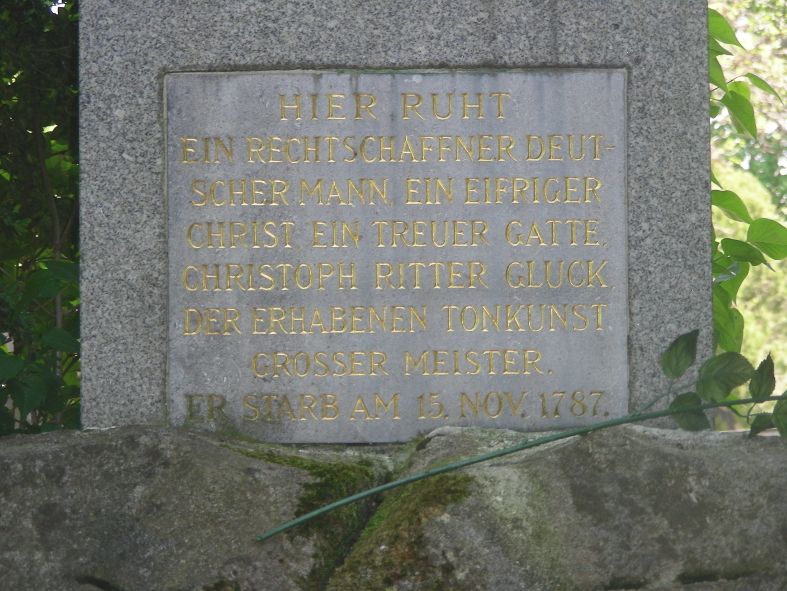 HIER RUHT
EIN RECHTSCHAFFNER DEUT-
SCHER MANN, EIN EIFRIGER
CHRIST, EIN TREUER GATTE,
CHRISTOPH RITTER GLUCK
DER ERHABENEN TONKUNST
GROSSER MEISTER.
ER STARB AM 15. NOV. 1787.